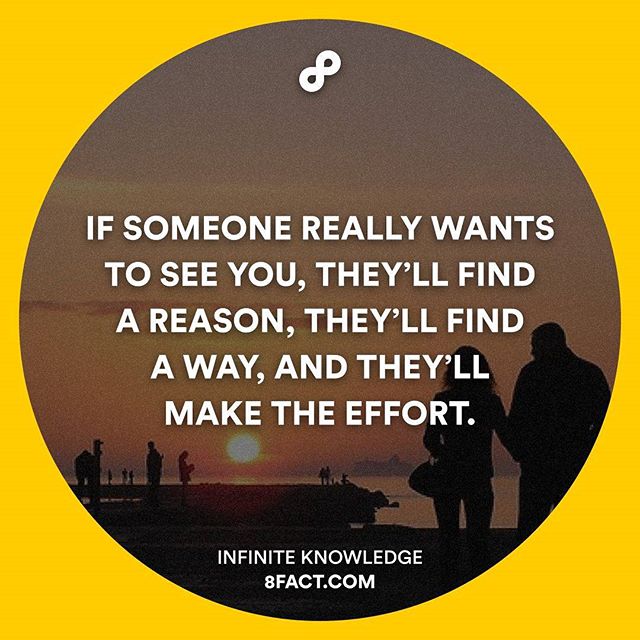 IF SOMEONE REALLY WANTS
TO SEE YOU, THEY’LL FIND
A REASON, THEY’LL FIND
A WAY, AND THEY’LL
MAKE THE EFFORT.
INFINITE KNOWLEDGE
8FACT.COM